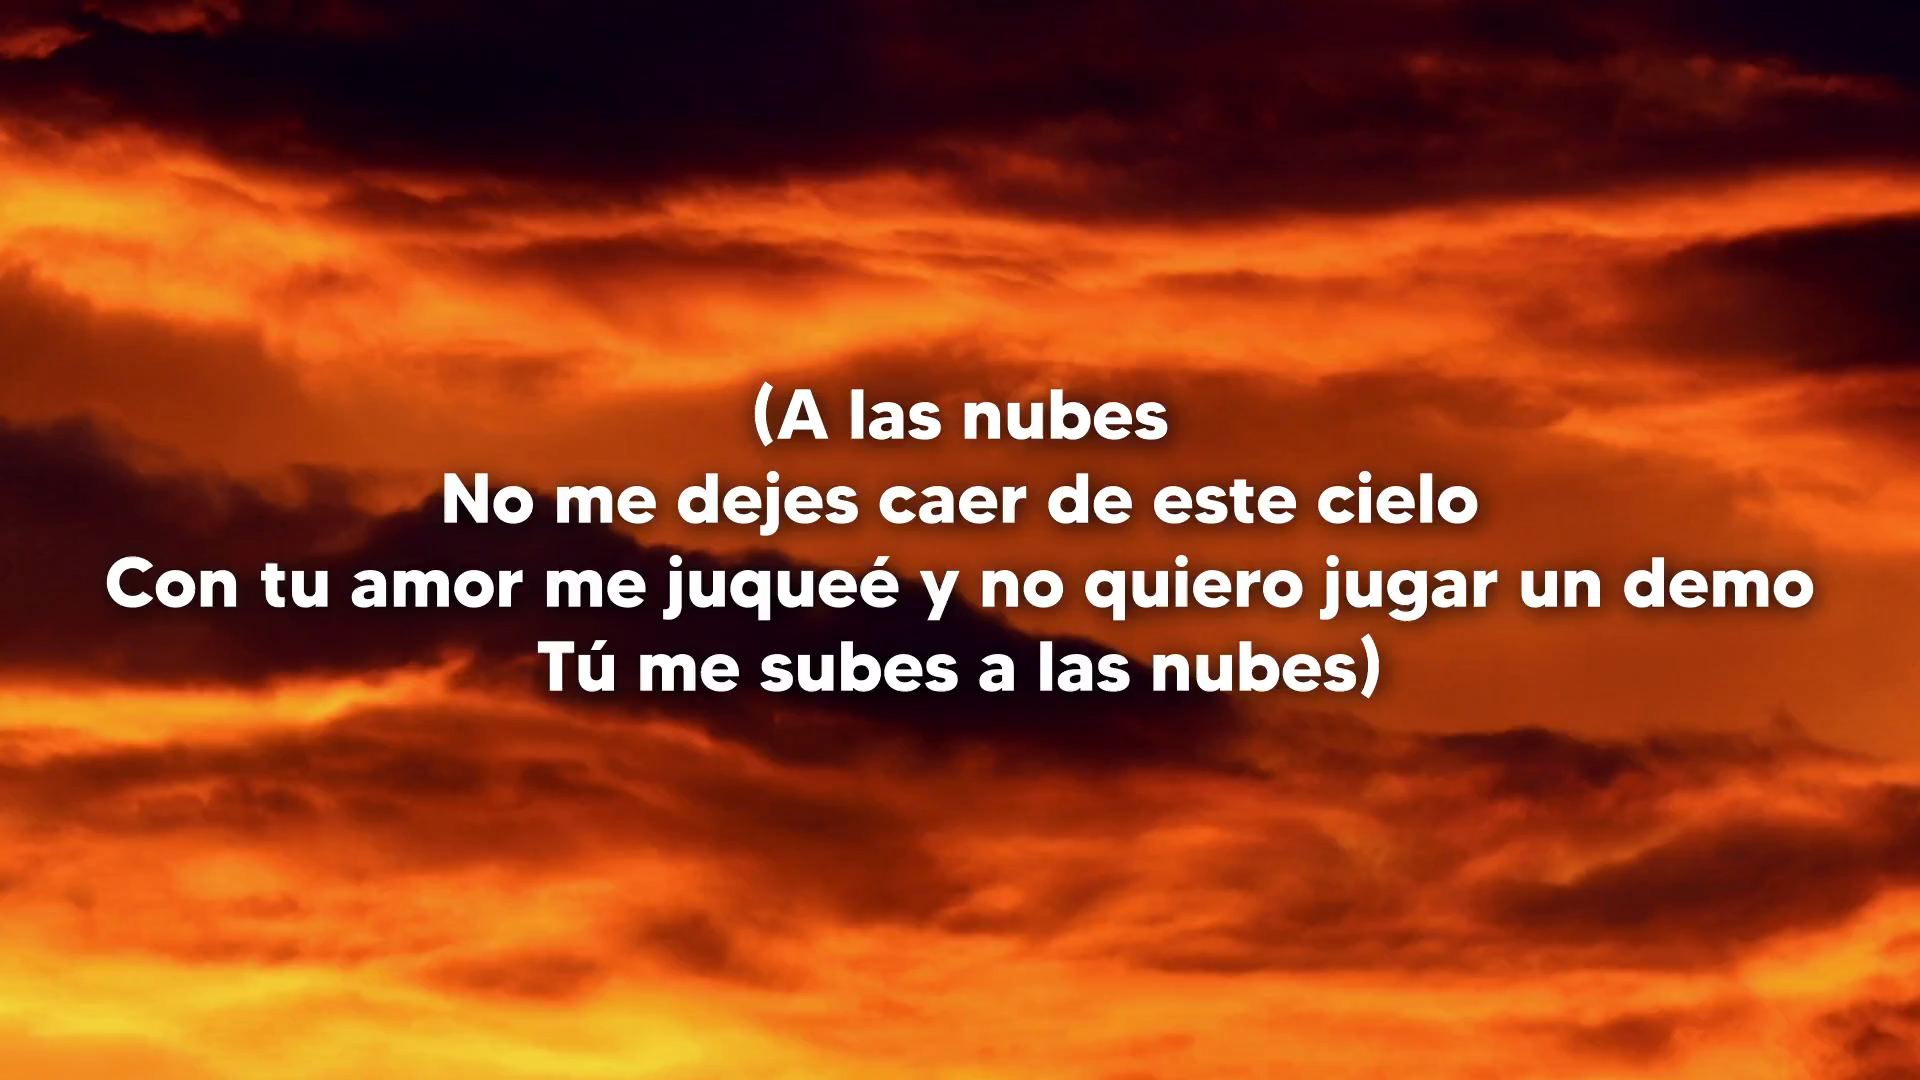 (A las nubes
No me dejes caer de este cielo
Con tu amor me juqueé y no quiero jugar un demo
Tú me subes a las nubes)